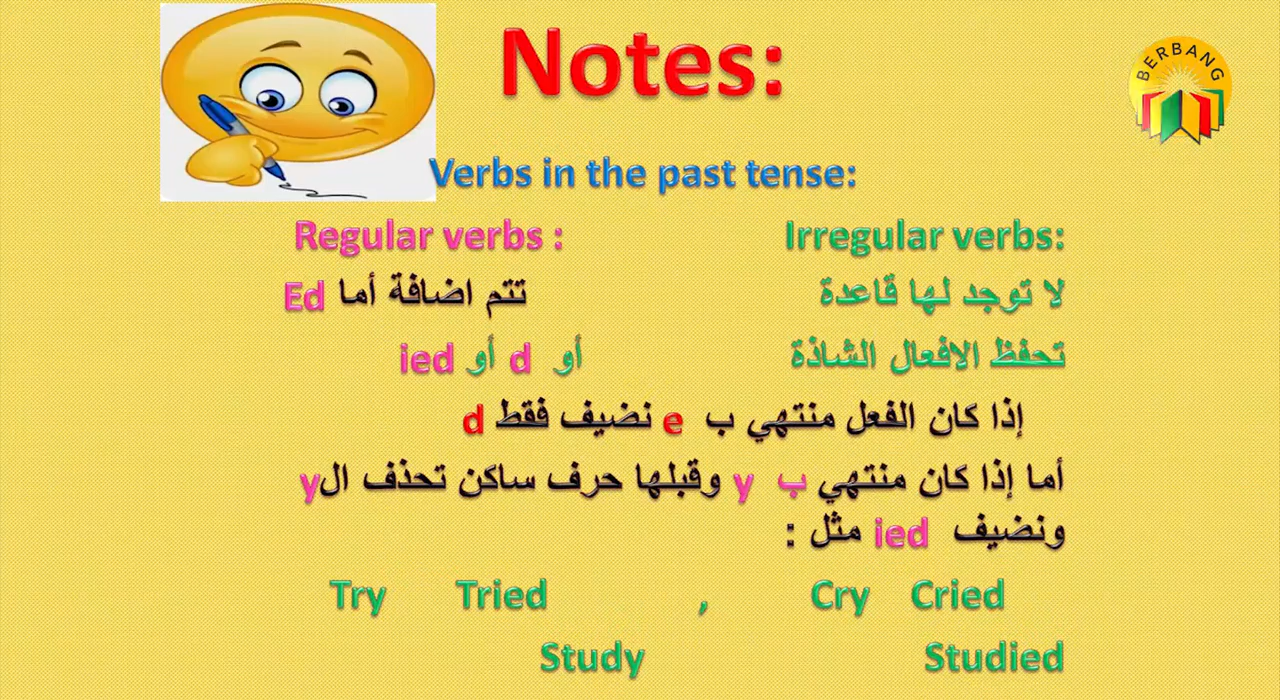 Notes:
BERBANG
Verbs in the past tense:
Regular verbs : Irregular verbs:
تتم اضافة أما Ed لا توجد لها قاعدة
أو d أو ied تحفظ الافعال الشاذة
إذا كان الفعل منتهي ب e نضيف فقط d
أما إذا كان منتهي ب y وقبلها حرف ساكن تحذف الy
ونضيف ied مثل :
Try Tried , Cry Cried
Study Studied